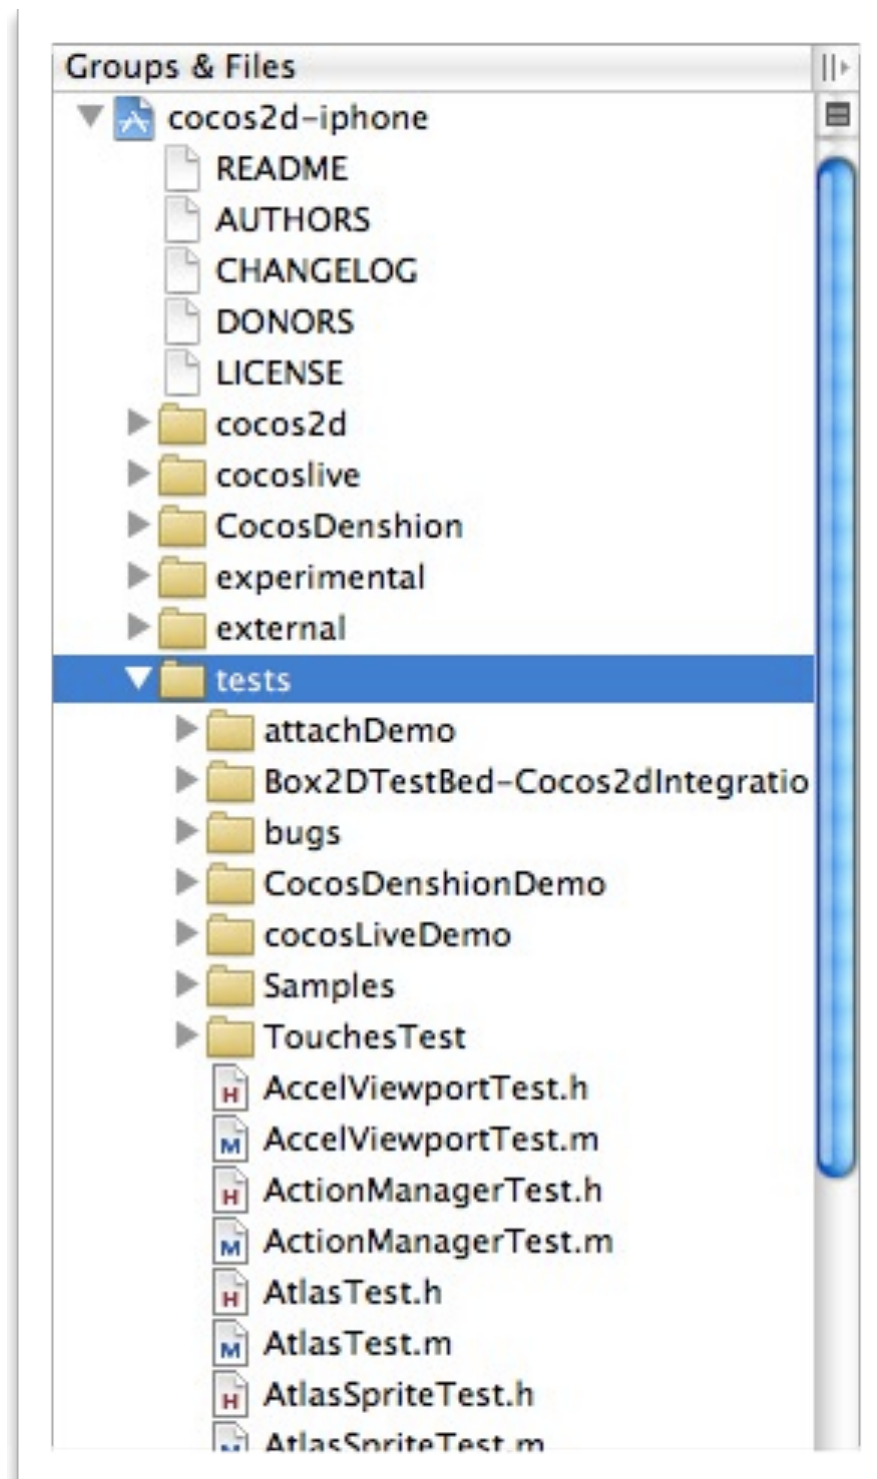 Groups & Files
cocos2d-iphone
README
AUTHORS
CHANGELOG
DONORS
LICENSE
cocos2d
cocoslive
CocosDenshion
experimental
external
tests
attachDemo
Box2DTestBed-Cocos2dIntegratio
bugs
CocosDenshionDemo
cocosLiveDemo
Samples
TouchesTest
H AccelViewportTest.h
M AccelViewportTest.m
H ActionManagerTest.h
M ActionManagerTest.m
H AtlasTest.h
M AtlasTest.m
H AtlasSpriteTest.h
AtlasSpriteTest.m